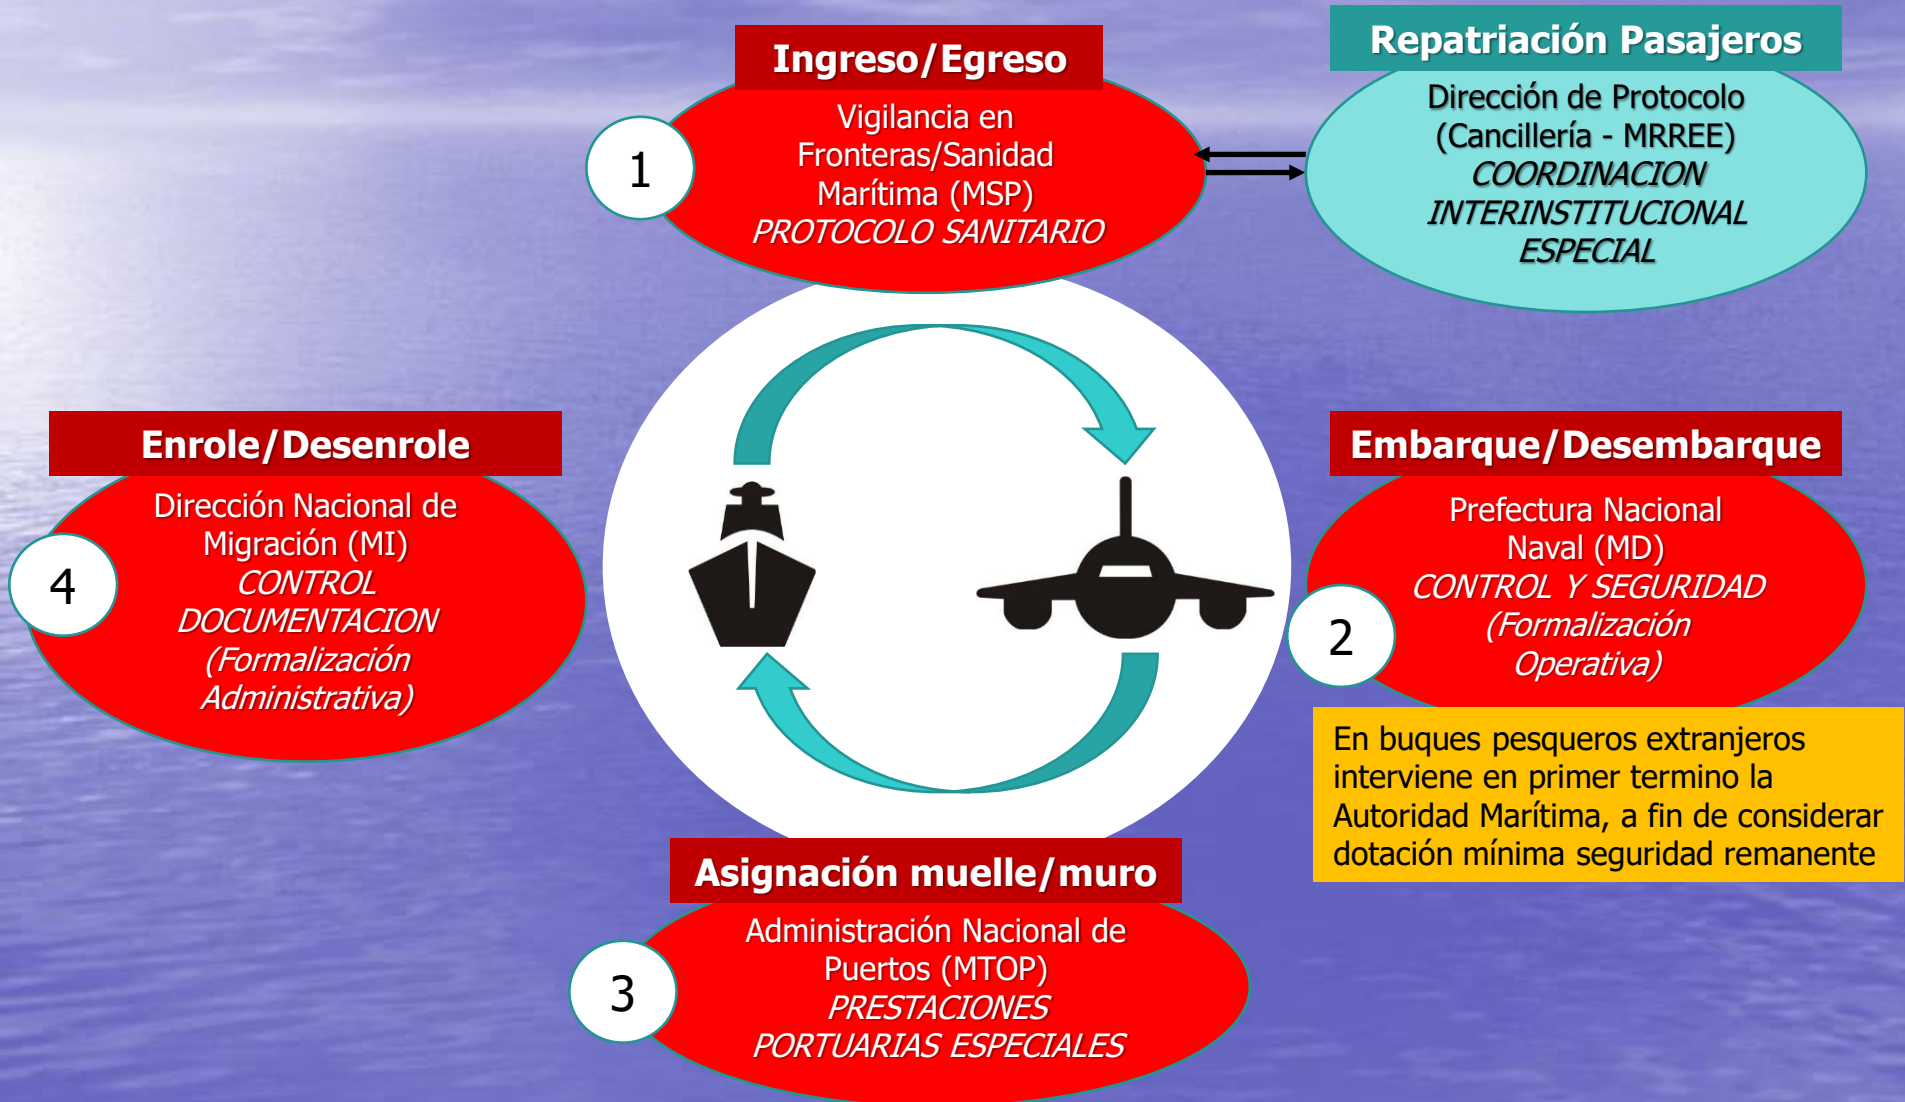 Ingreso/Egreso
1
Vigilancia en
Fronteras/Sanidad
Marítima (MSP)
PROTOCOLO SANITARIO
Repatriación Pasajeros
Dirección de Protocolo
(Cancillería - MRREE)
COORDINACION
INTERINSTITUCIONAL
ESPECIAL
Enrole/Desenrole
4
Dirección Nacional de
Migración (MI)
CONTROL
DOCUMENTACION
(Formalización
Administrativa)
Embarque/Desembarque
2
Prefectura Nacional
Naval (MD)
CONTROL Y SEGURIDAD
(Formalización
Operativa)
En buques pesqueros extranjeros
interviene en primer termino la
Autoridad Marítima, a fin de considerar
dotación mínima seguridad remanente
Asignación muelle/muro
3
Administración Nacional de
Puertos (MTOP)
PRESTACIONES
PORTUARIAS ESPECIALES